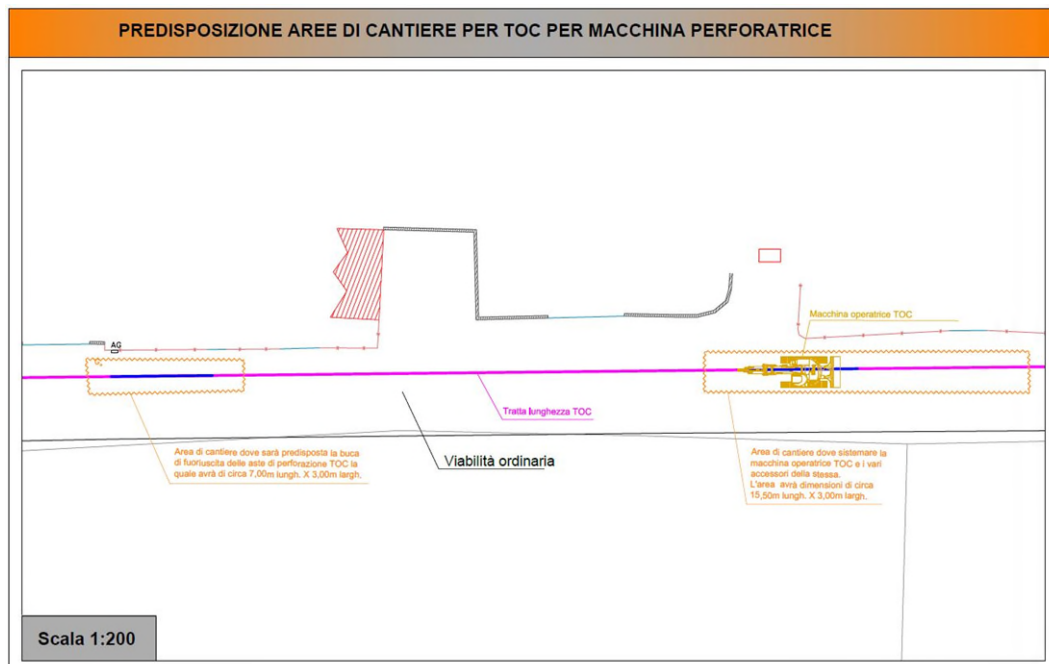 PREDISPOSIZIONE AREE DI CANTIERE PER TOC PER MACCHINA PERFORATRICE
Macchina operatrice TOC
AG
Tratta lunghezza TOC
Area di cantiere dove sarà predisposta la buca
di fuoriuscita delle aste di perforazione TOC la
quale avrà di circa 7,00m lungh. X 3,00m largh.
Viabilità ordinaria
Area di cantiere dove sistemare la
macchina operatrice TOC e i vari
accessori della stessa.
L'area avrà dimensioni di circa
15,50m lungh. X 3,00m largh.
Scala 1:200